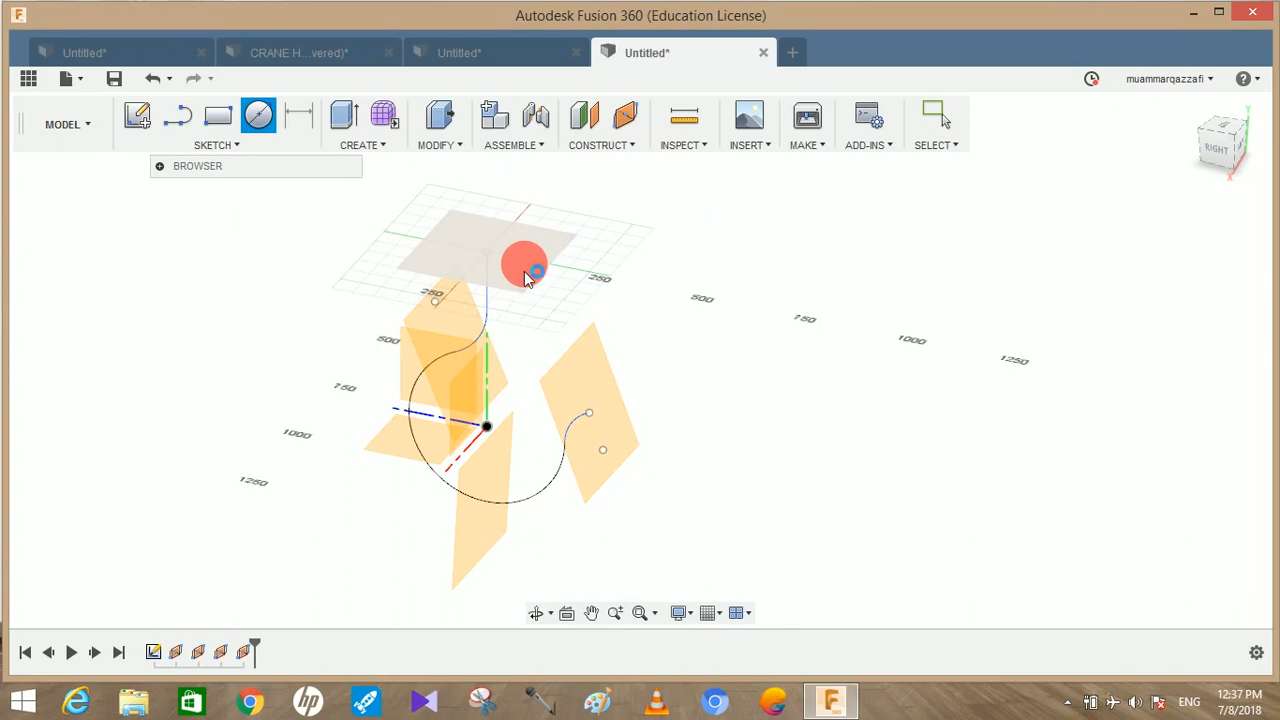 Autodesk Fusion 360 (Education License)
Untitled*
CRANE H...vered)*
Untitled*
Untitled*
muammarqazzafi
MODEL
SKETCH
CREATE
MODIFY
ASSEMBLE
CONSTRUCT
INSPECT
INSERT
MAKE
ADD-INS
SELECT
BROWSER
RIGHT
Y
X
250
250
500
750
1000
1250
500
750
1000
1250
ENG
12:37 PM
7/8/2018